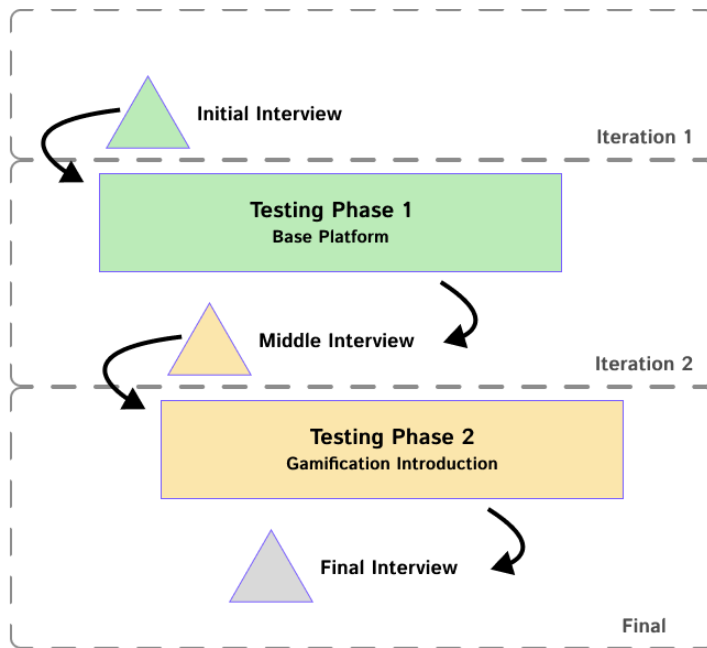 Initial Interview
Iteration 1
Testing Phase 1
Base Platform
Middle Interview
Iteration 2
Testing Phase 2
Gamification Introduction
Final Interview
Final